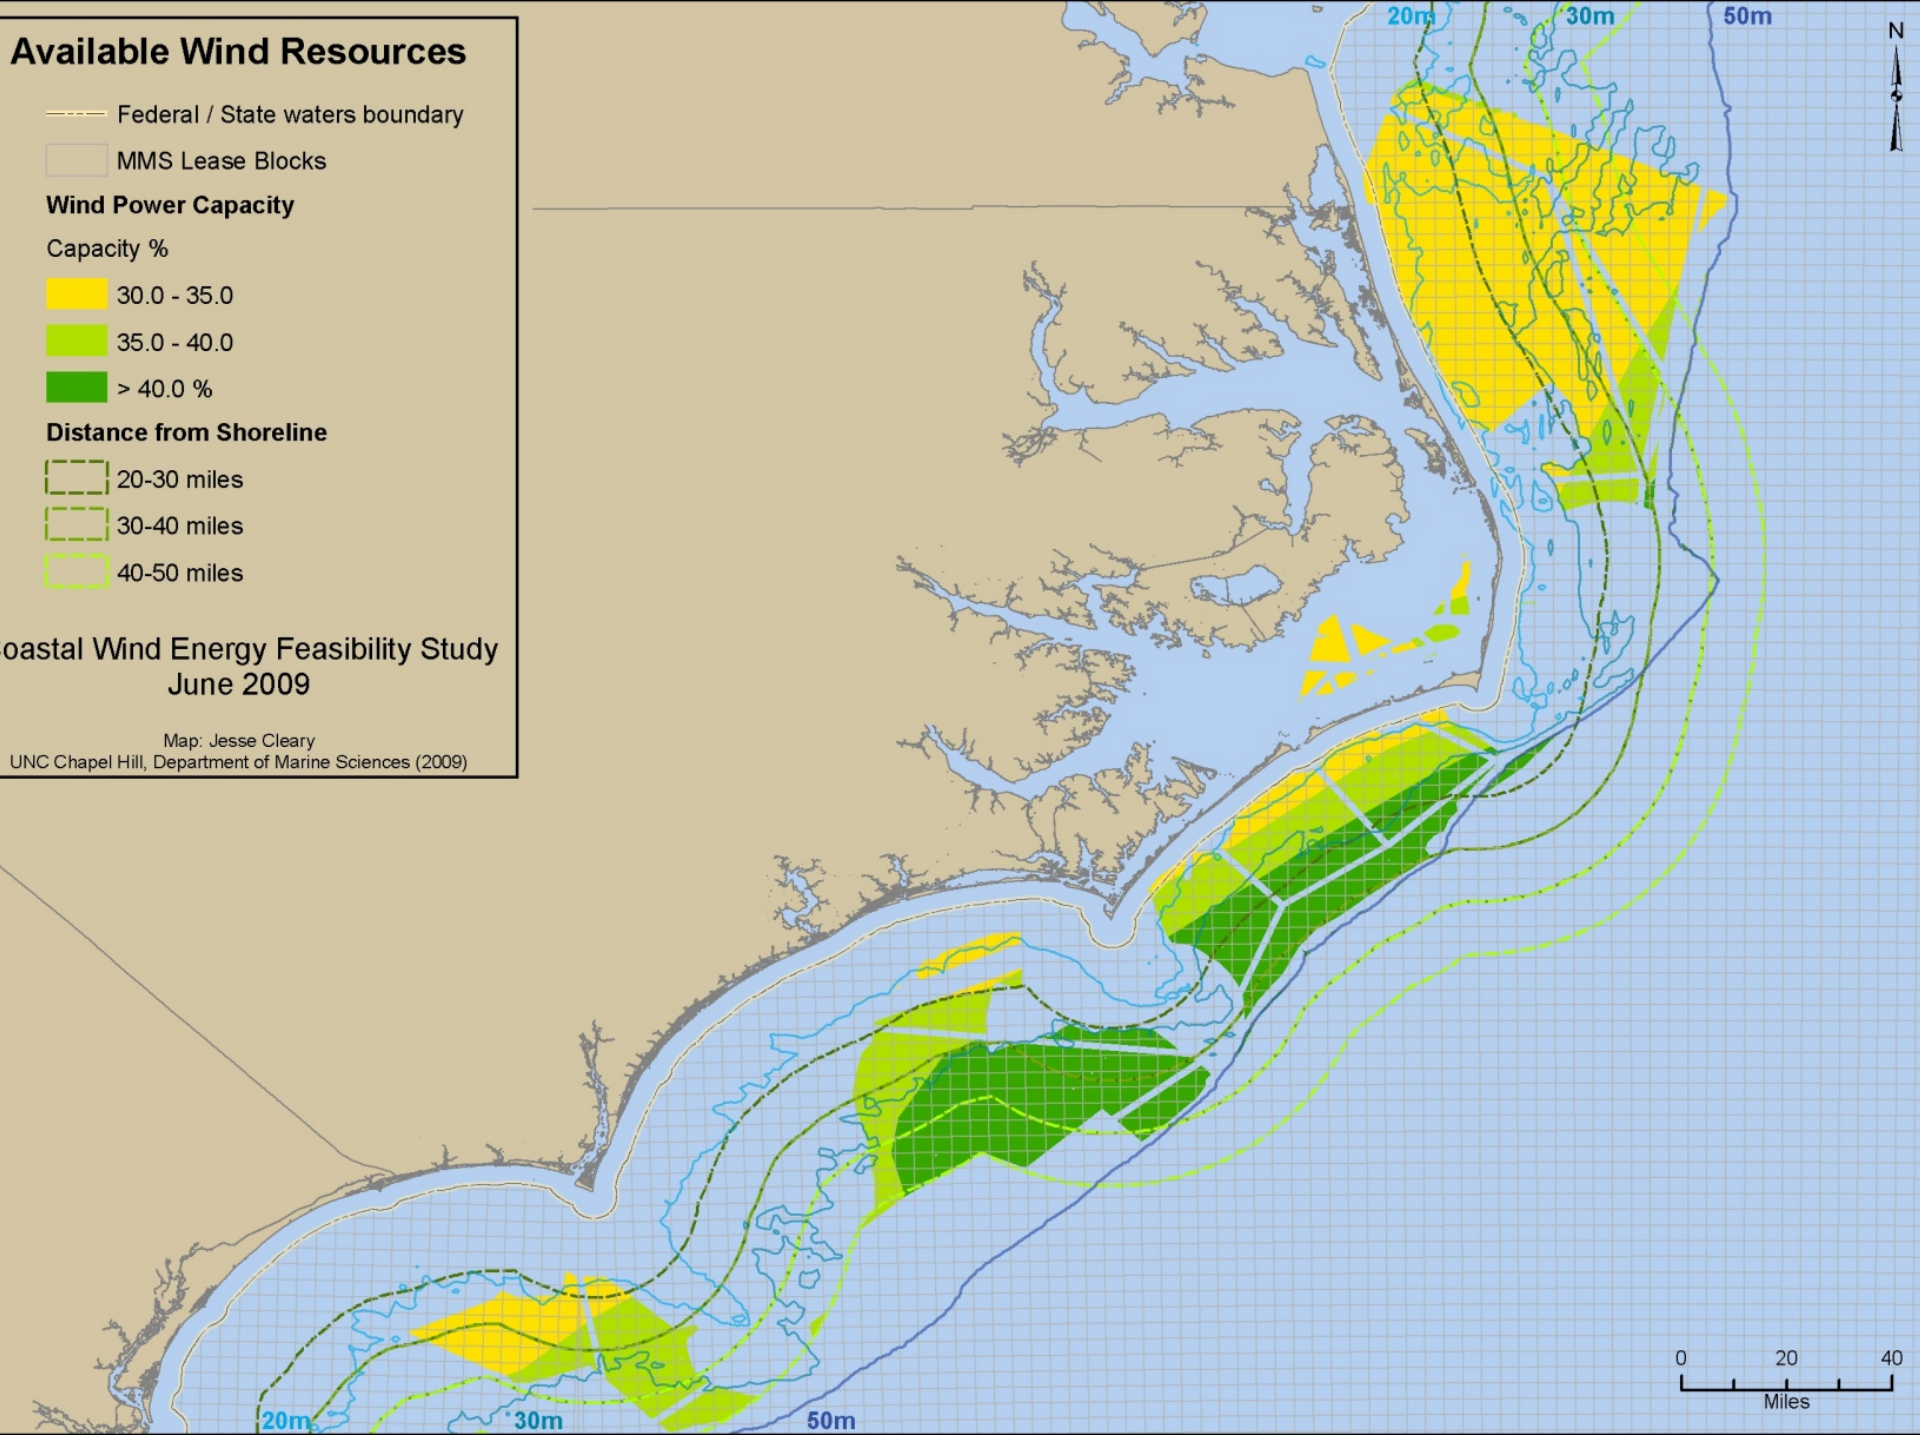 Available Wind Resources
Federal / State waters boundary
MMS Lease Blocks
Wind Power Capacity
Capacity %
30.0 - 35.0
35.0 - 40.0
> 40.0 %
Distance from Shoreline
20-30 miles
30-40 miles
40-50 miles
oastal Wind Energy Feasibility Study
June 2009
Map: Jesse Cleary
UNC Chapel Hill, Department of Marine Sciences (2009)
20m
30m
50m
N
0 20 40
Miles
20m
30m
50m